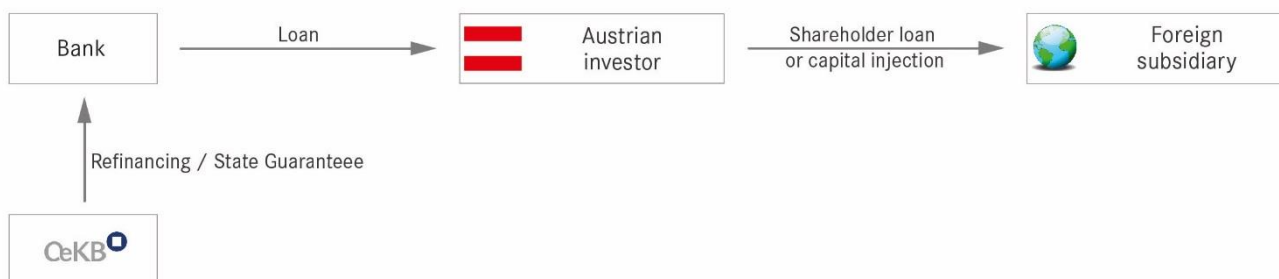 Bank
Loan
Austrian
investor
Shareholder loan
or capital injection
Foreign
subsidiary
Refinancing / State Guaranteee
OeKB